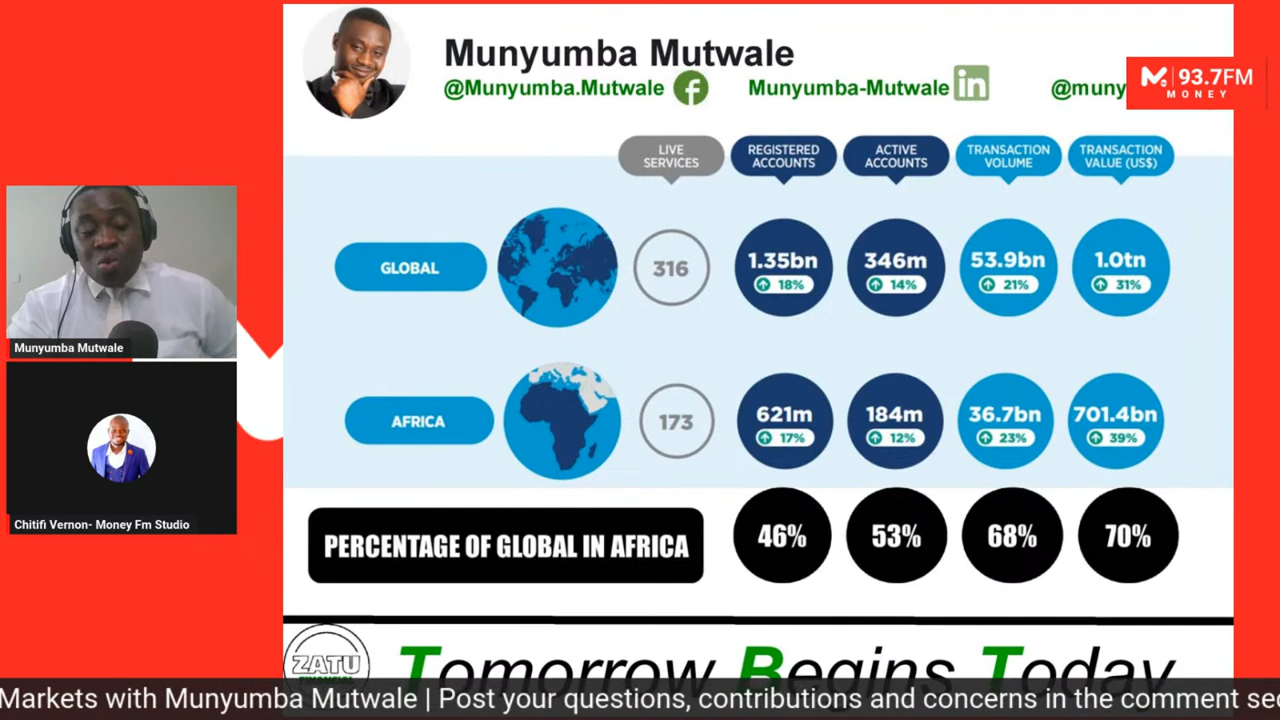 Munyumba Mutwale
@Munyumba.Mutwale
Munyumba-Mutwale
in
@muny
93.7FM
MONEY
LIVE SERVICES
REGISTERED ACCOUNTS
ACTIVE ACCOUNTS
TRANSACTION VOLUME
TRANSACTION VALUE (US$)
GLOBAL
316
1.35bn
18%
346m
14%
53.9bn
21%
1.0tn
31%
AFRICA
173
621m
17%
184m
12%
36.7bn
23%
701.4bn
39%
PERCENTAGE OF GLOBAL IN AFRICA
46%
53%
68%
70%
Munyumba Mutwale
Chitifi Vernon- Money Fm Studio
ZATU
Tomorrow Begins Today
Markets with Munyumba Mutwale | Post your questions, contributions and concerns in the comment sec